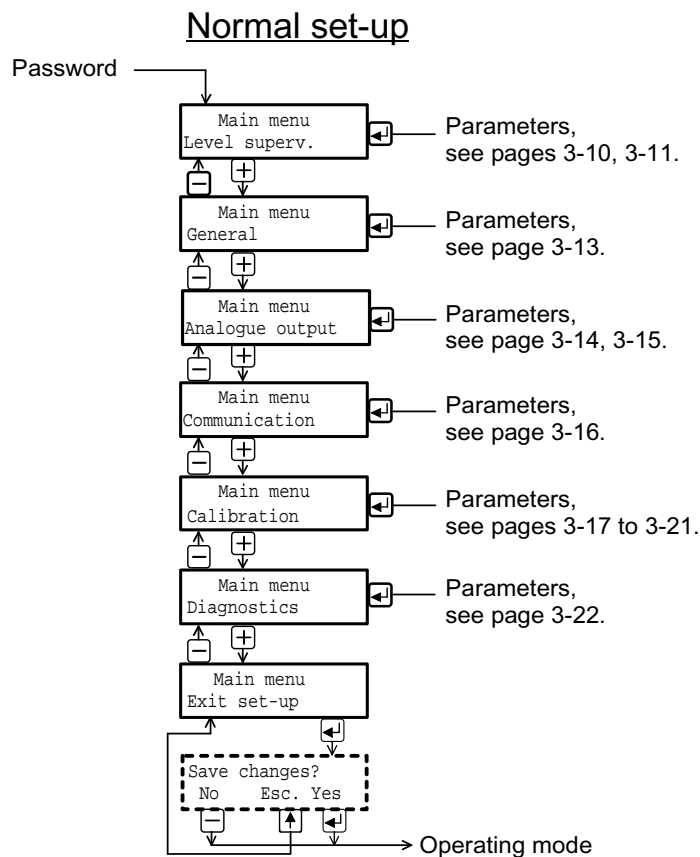 Normal set-up
Password
Main menu
Level superv.
Parameters,
see pages 3-10, 3-11.
Main menu
General
Parameters,
see page 3-13.
Main menu
Analogue output
Parameters,
see page 3-14, 3-15.
Main menu
Communication
Parameters,
see page 3-16.
Main menu
Calibration
Parameters,
see pages 3-17 to 3-21.
Main menu
Diagnostics
Parameters,
see page 3-22.
Main menu
Exit set-up
Save changes?
No Esc. Yes
Operating mode